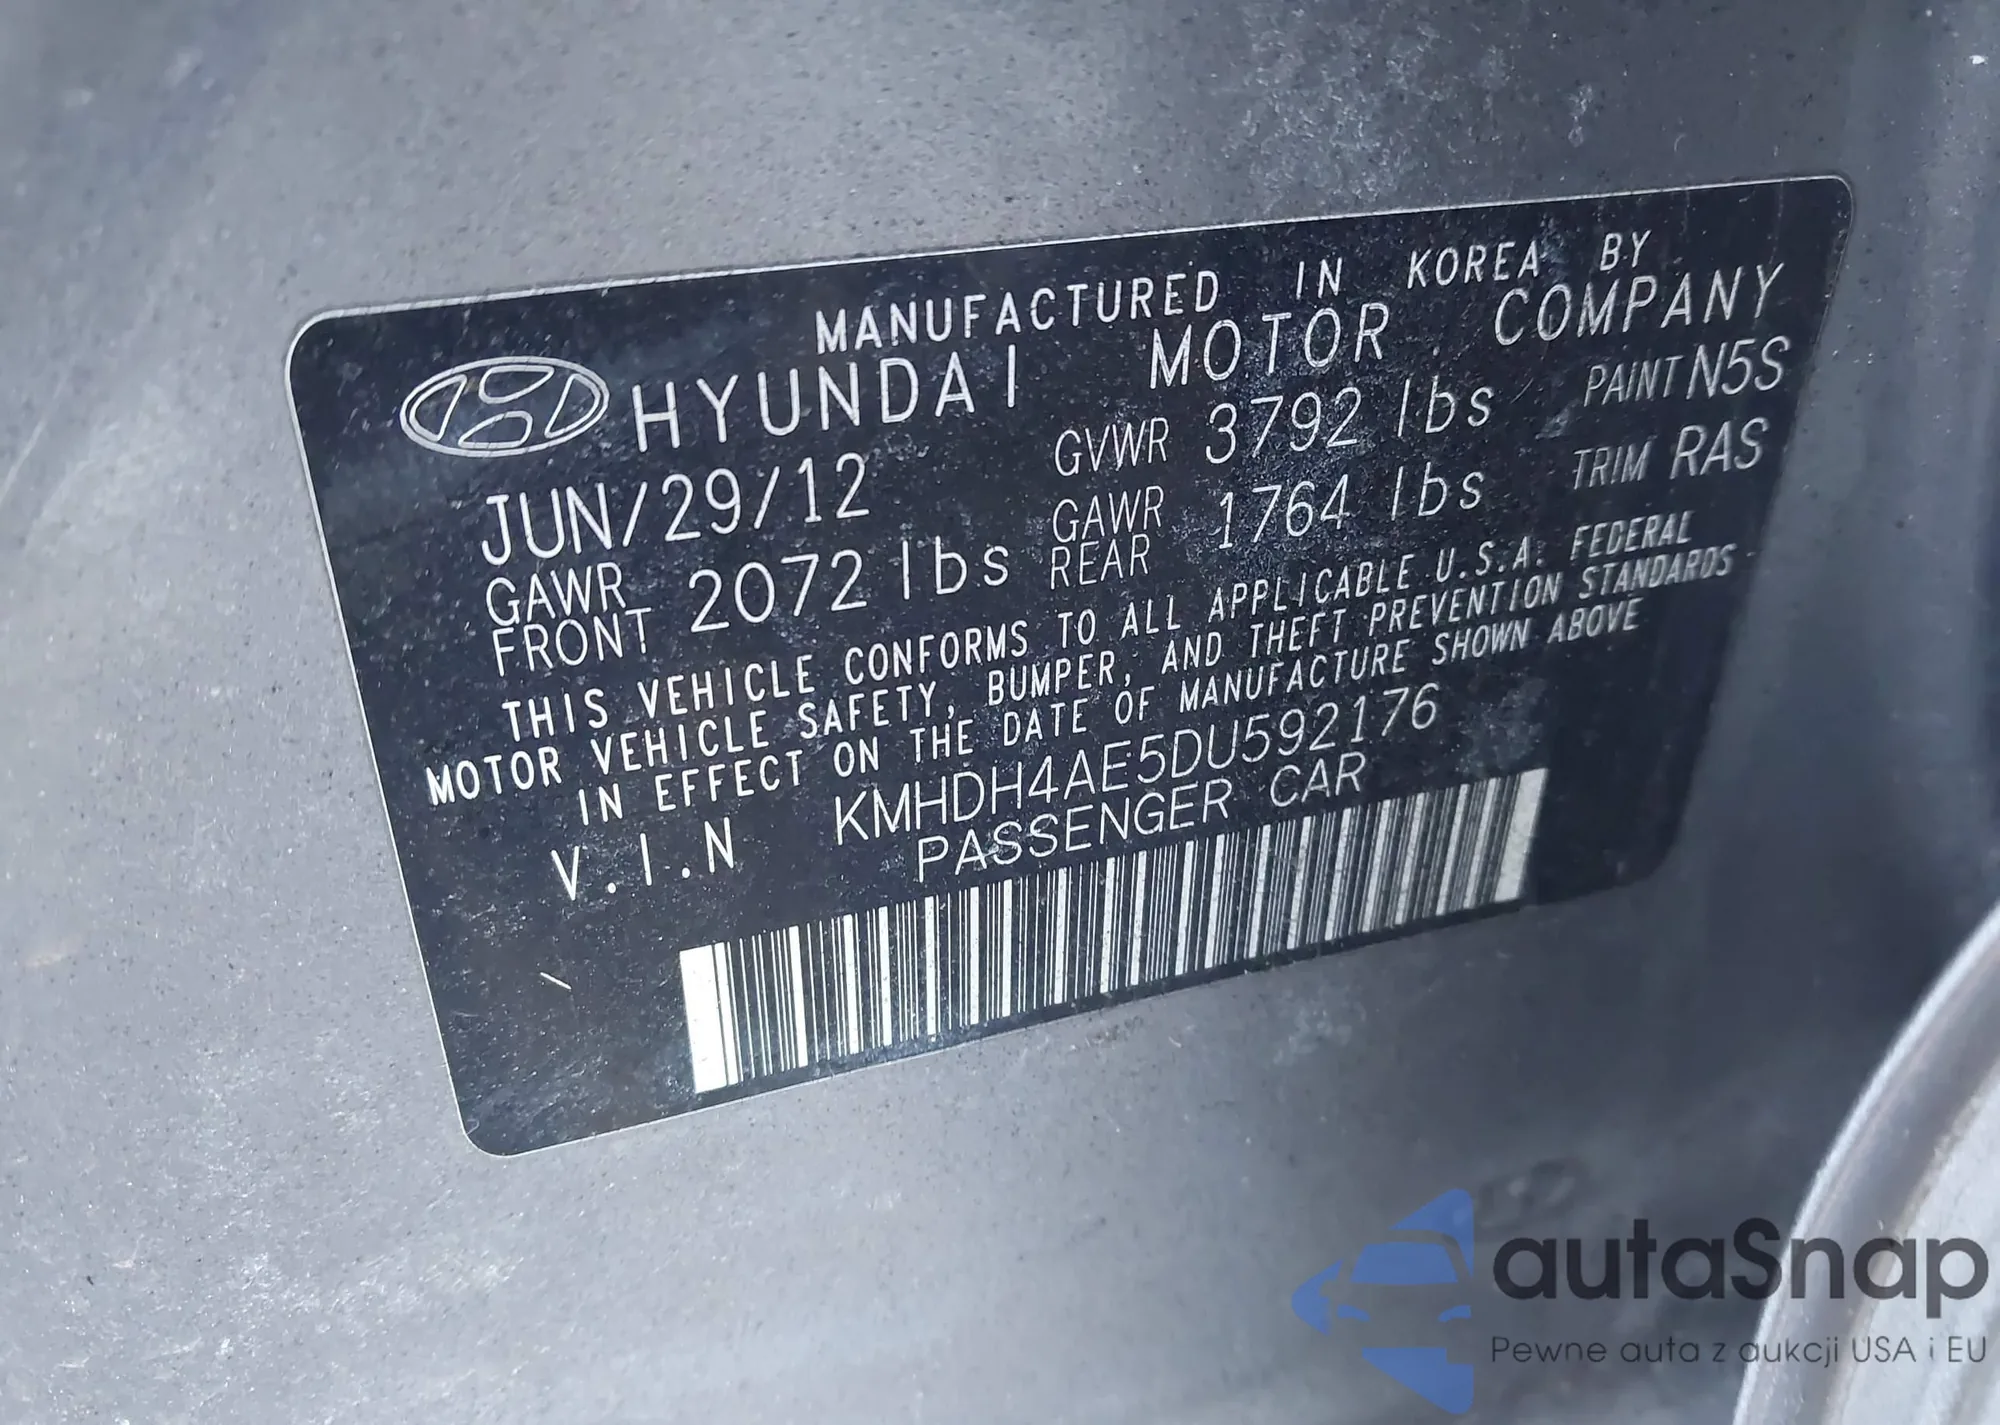 MANUFACTURED IN KOREA BY
HYUNDAI MOTOR COMPANY
JUN/29/12 GVWR 3792 lbs PAINT N5S
GAWR FRONT 2072 lbs GAWR REAR 1764 lbs TRIM RAS
THIS VEHICLE CONFORMS TO ALL APPLICABLE U.S.A. FEDERAL
MOTOR VEHICLE SAFETY, BUMPER, AND THEFT PREVENTION STANDARDS
IN EFFECT ON THE DATE OF MANUFACTURE SHOWN ABOVE
V.I.N KMHDH4AE5DU592176
PASSENGER CAR
autaSnap
Pewne auta z aukcji USA i EU